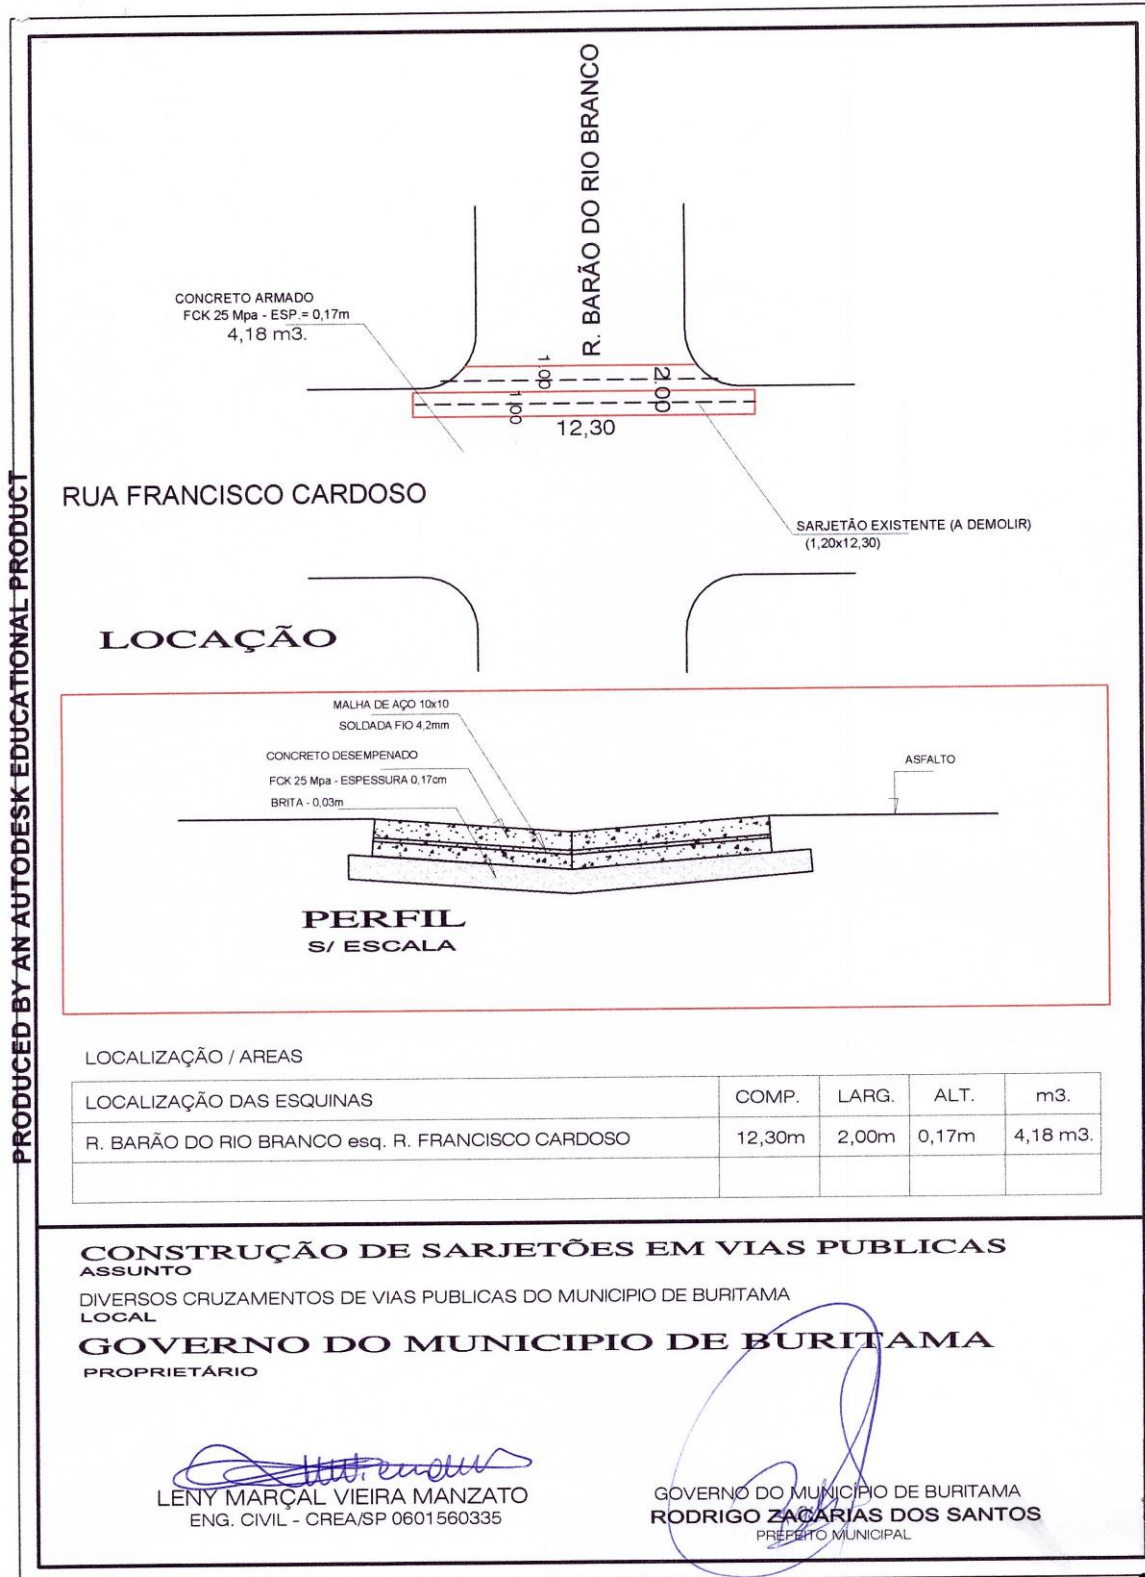 PRODUCED BY AN AUTODESK EDUCATIONAL PRODUCT
R. BARÃO DO RIO BRANCO
CONCRETO ARMADO
FCK 25 Mpa - ESP.= 0,17m
4,18 m3.
1,00
2,00
1,00
12,30
RUA FRANCISCO CARDOSO
SARJETÃO EXISTENTE (A DEMOLIR)
(1,20x12,30)
LOCAÇÃO
MALHA DE AÇO 10x10
SOLDADA FIO 4,2mm
CONCRETO DESEMPENADO
FCK 25 Mpa - ESPESSURA 0,17cm
BRITA - 0,03m
ASFALTO
PERFIL
S/ ESCALA
LOCALIZAÇÃO / AREAS
LOCALIZAÇÃO DAS ESQUINAS COMP. LARG. ALT. m3.
R. BARÃO DO RIO BRANCO esq. R. FRANCISCO CARDOSO 12,30m 2,00m 0,17m 4,18 m3.
CONSTRUÇÃO DE SARJETÕES EM VIAS PUBLICAS
ASSUNTO
DIVERSOS CRUZAMENTOS DE VIAS PUBLICAS DO MUNICIPIO DE BURITAMA
LOCAL
GOVERNO DO MUNICIPIO DE BURITAMA
PROPRIETÁRIO
LENY MARÇAL VIEIRA MANZATO
ENG. CIVIL - CREA/SP 0601560335
GOVERNO DO MUNICÍPIO DE BURITAMA
RODRIGO ZACARIAS DOS SANTOS
PREFEITO MUNICIPAL